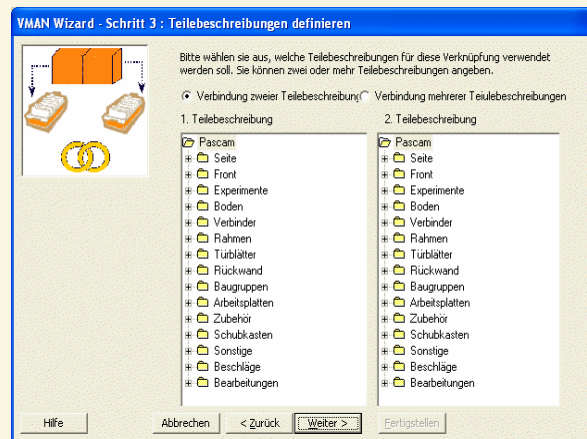 VMAN Wizard - Schritt 3 : Teilebeschreibungen definieren
Bitte wählen sie aus, welche Teilebeschreibungen für diese Verknüpfung verwendet
werden soll. Sie können zwei oder mehr Teilebeschreibungen angeben.
Verbindung zweier Teilebeschreibung
Verbindung mehrerer Teiulebeschreibungen
1. Teilebeschreibung
Pascam
Seite
Front
Experimente
Boden
Verbinder
Rahmen
Türblätter
Rückwand
Baugruppen
Arbeitsplatten
Zubehör
Schubkasten
Sonstige
Beschläge
Bearbeitungen
2. Teilebeschreibung
Pascam
Seite
Front
Experimente
Boden
Verbinder
Rahmen
Türblätter
Rückwand
Baugruppen
Arbeitsplatten
Zubehör
Schubkasten
Sonstige
Beschläge
Bearbeitungen
Hilfe
Abbrechen
< Zurück
Weiter >
Fertigstellen